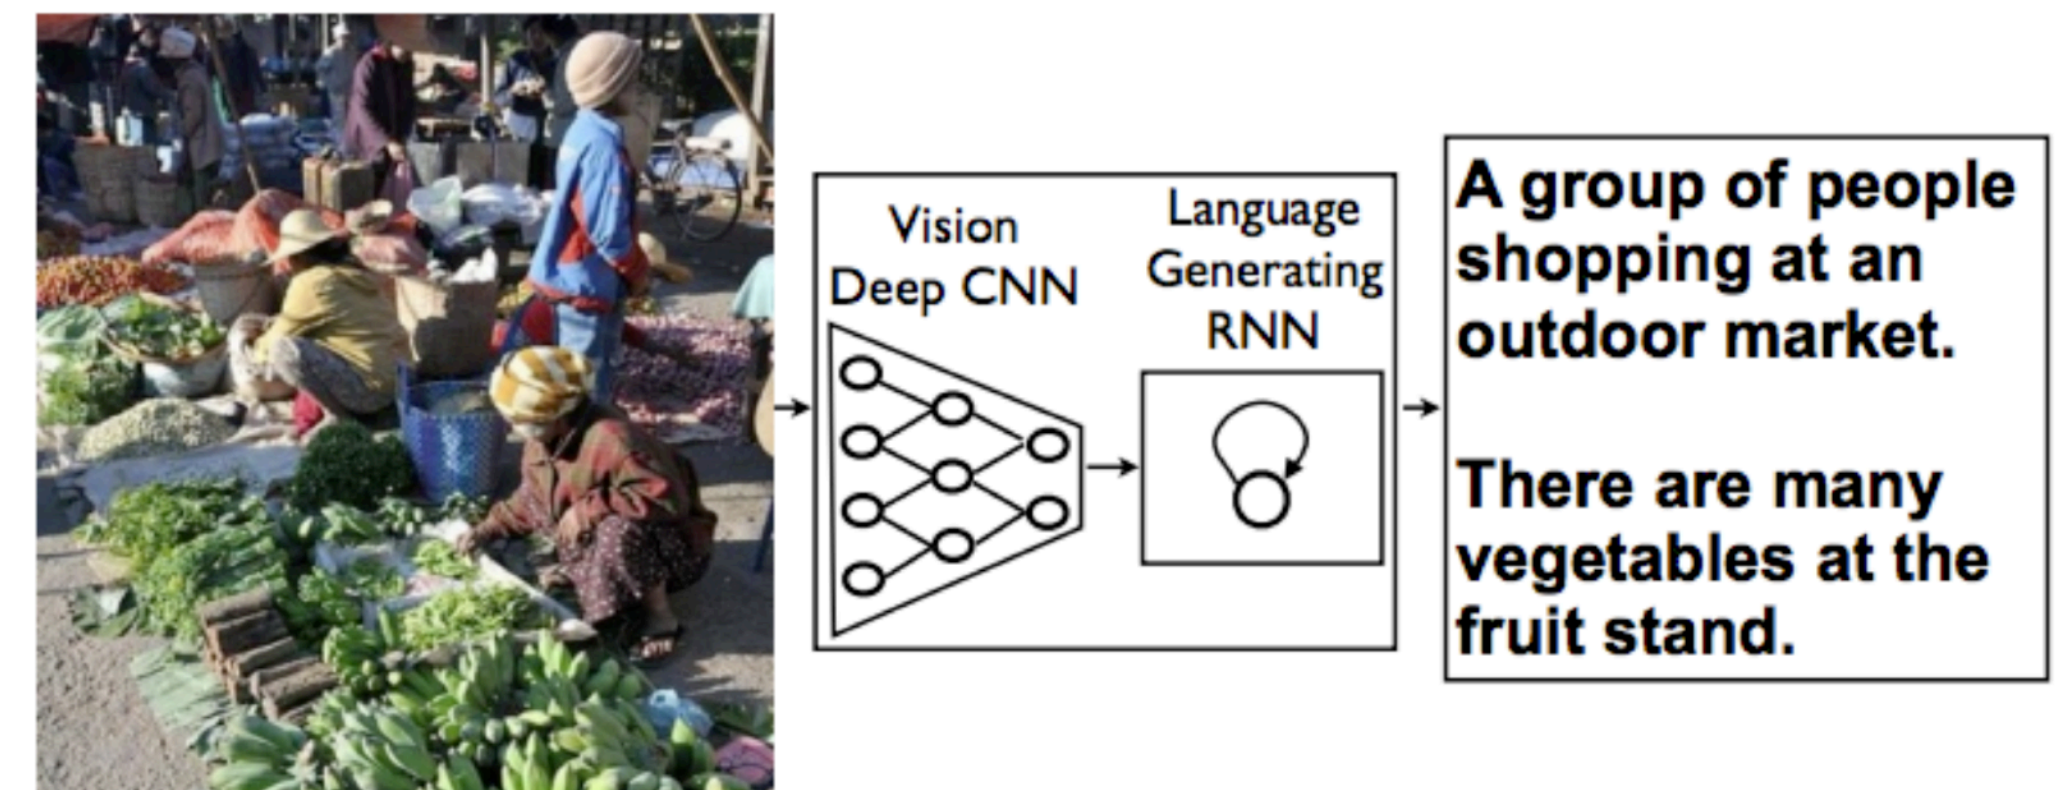 Vision
Deep CNN
Language
Generating
RNN
A group of people
shopping at an
outdoor market.
There are many
vegetables at the
fruit stand.